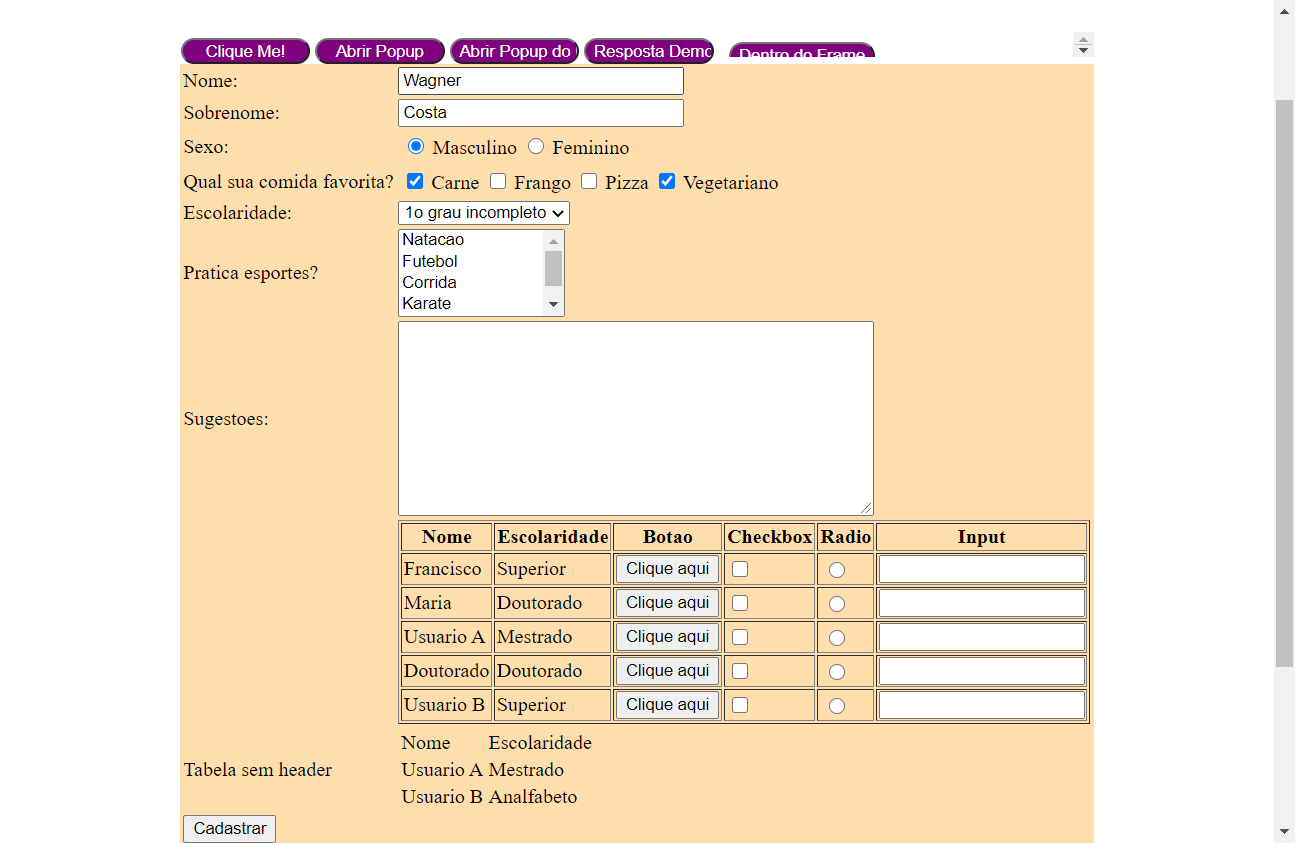 Clique Me! Abrir Popup Abrir Popup do Resposta Demo Dentro do Frame
Nome: Wagner
Sobrenome: Costa
Sexo: Masculino Feminino
Qual sua comida favorita? Carne Frango Pizza Vegetariano
Escolaridade: 1o grau incompleto
Natacao
Futebol
Pratica esportes?
Corrida
Karate
Sugestoes:
Nome Escolaridade Botao Checkbox Radio Input
Francisco Superior Clique aqui
Maria Doutorado Clique aqui
Usuario A Mestrado Clique aqui
Doutorado Doutorado Clique aqui
Usuario B Superior Clique aqui
Nome Escolaridade
Tabela sem header Usuario A Mestrado
Usuario B Analfabeto
Cadastrar